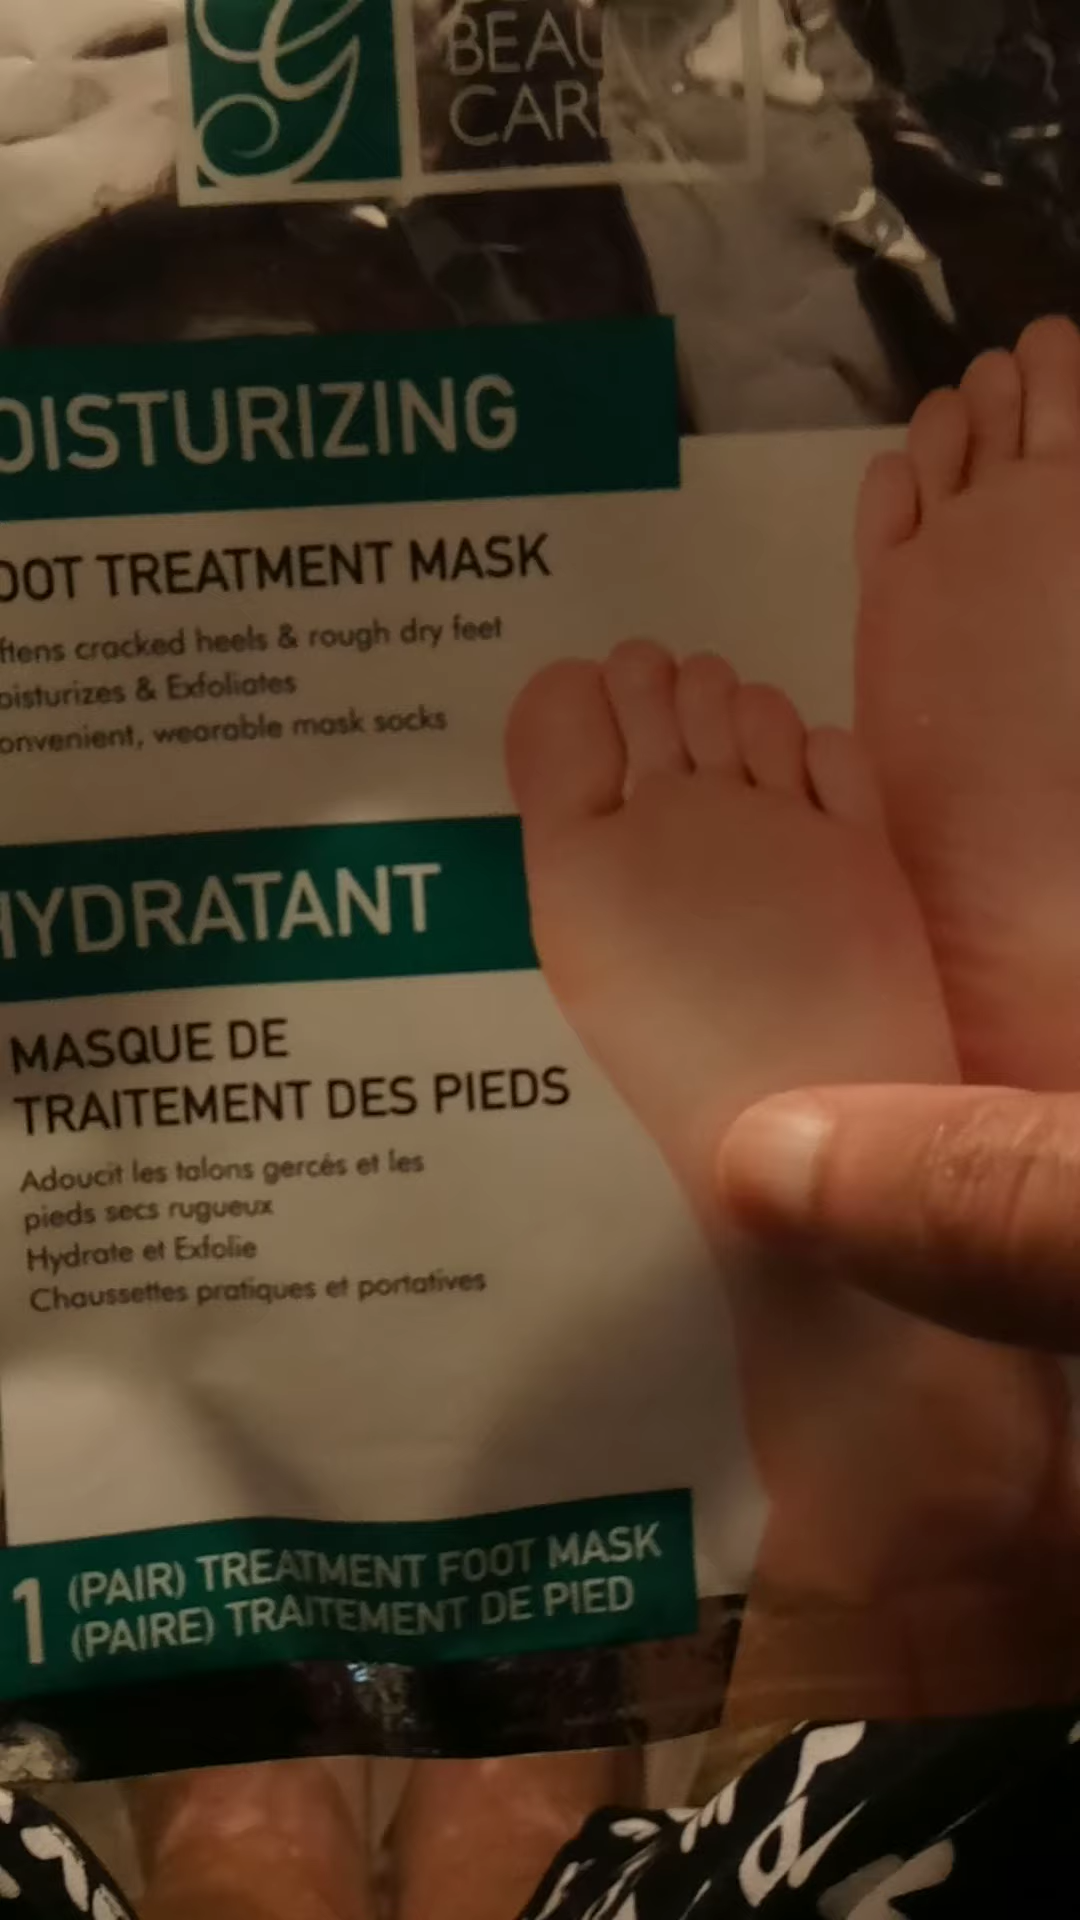 BEAU
CARE
OISTURIZING
OOT TREATMENT MASK
ftens cracked heels & rough dry feet
oisturizes & Exfoliates
onvenient, wearable mask socks
HYDRATANT
MASQUE DE
TRAITEMENT DES PIEDS
Adoucit les talons gercés et les
pieds secs rugueux
Hydrate et Exfolie
Chaussettes pratiques et portatives
1 (PAIR) TREATMENT FOOT MASK
(PAIRE) TRAITEMENT DE PIED